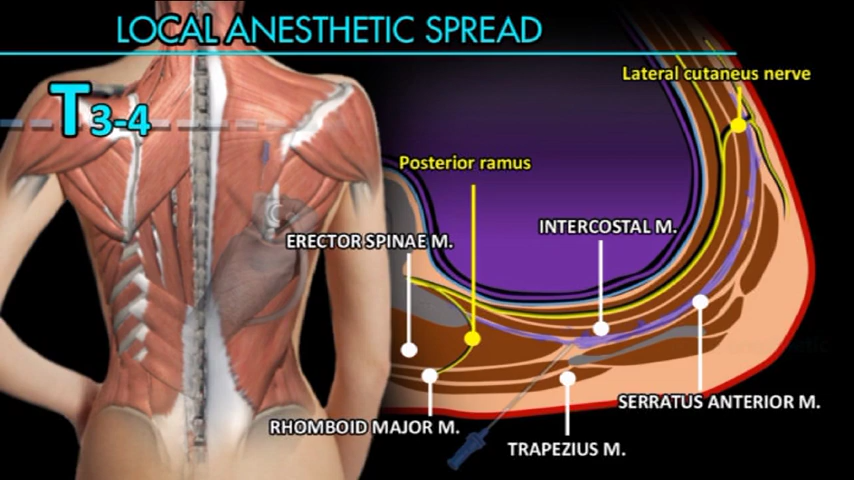 LOCAL ANESTHETIC SPREAD
T3-4
Lateral cutaneus nerve
Posterior ramus
INTERCOSTAL M.
ERECTOR SPINAE M.
SERRATUS ANTERIOR M.
RHOMBOID MAJOR M.
TRAPEZIUS M.